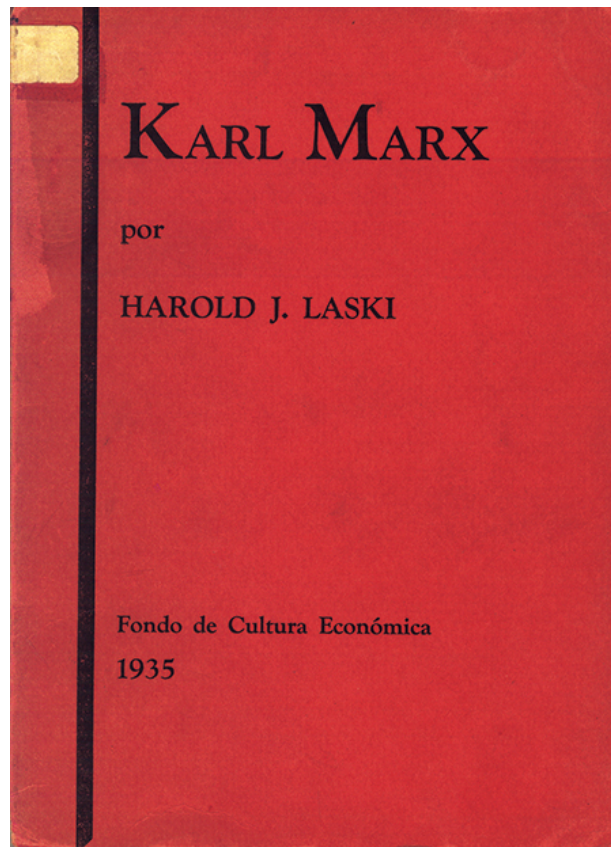 KARL MARX
por
HAROLD J. LASKI
Fondo de Cultura Económica
1935